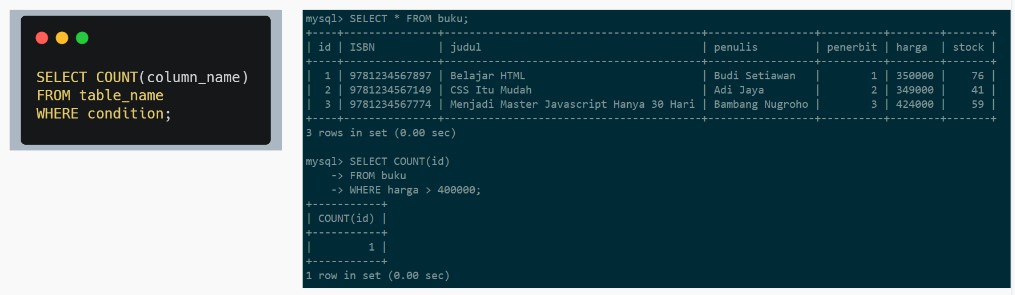 SELECT COUNT(column_name)
FROM table_name
WHERE condition;
mysql> SELECT * FROM buku;
+----+---------------+-----------------------------------------+-----------------+----------+--------+-------+
| id | ISBN | judul | penulis | penerbit | harga | stock |
+----+---------------+-----------------------------------------+-----------------+----------+--------+-------+
| 1 | 9781234567897 | Belajar HTML | Budi Setiawan | 1 | 350000 | 76 |
| 2 | 9781234567149 | CSS Itu Mudah | Adi Jaya | 2 | 349000 | 41 |
| 3 | 9781234567774 | Menjadi Master Javascript Hanya 30 Hari | Bambang Nugroho | 3 | 424000 | 59 |
+----+---------------+-----------------------------------------+-----------------+----------+--------+-------+
3 rows in set (0.00 sec)
mysql> SELECT COUNT(id)
-> FROM buku
-> WHERE harga > 400000;
+-----------+
| COUNT(id) |
+-----------+
| 1 |
+-----------+
1 row in set (0.00 sec)